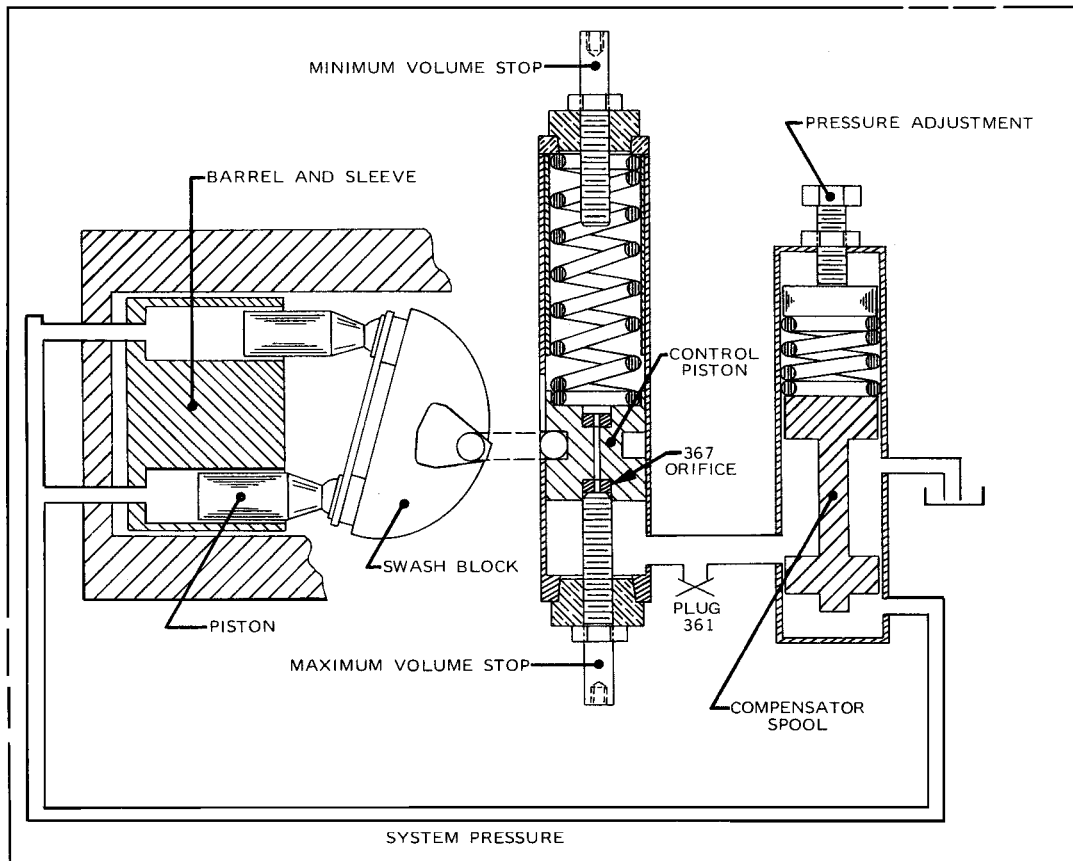 MINIMUM VOLUME STOP
PRESSURE ADJUSTMENT
BARREL AND SLEEVE
CONTROL
PISTON
367
ORIFICE
SWASH BLOCK
PLUG
361
PISTON
MAXIMUM VOLUME STOP
COMPENSATOR
SPOOL
SYSTEM PRESSURE